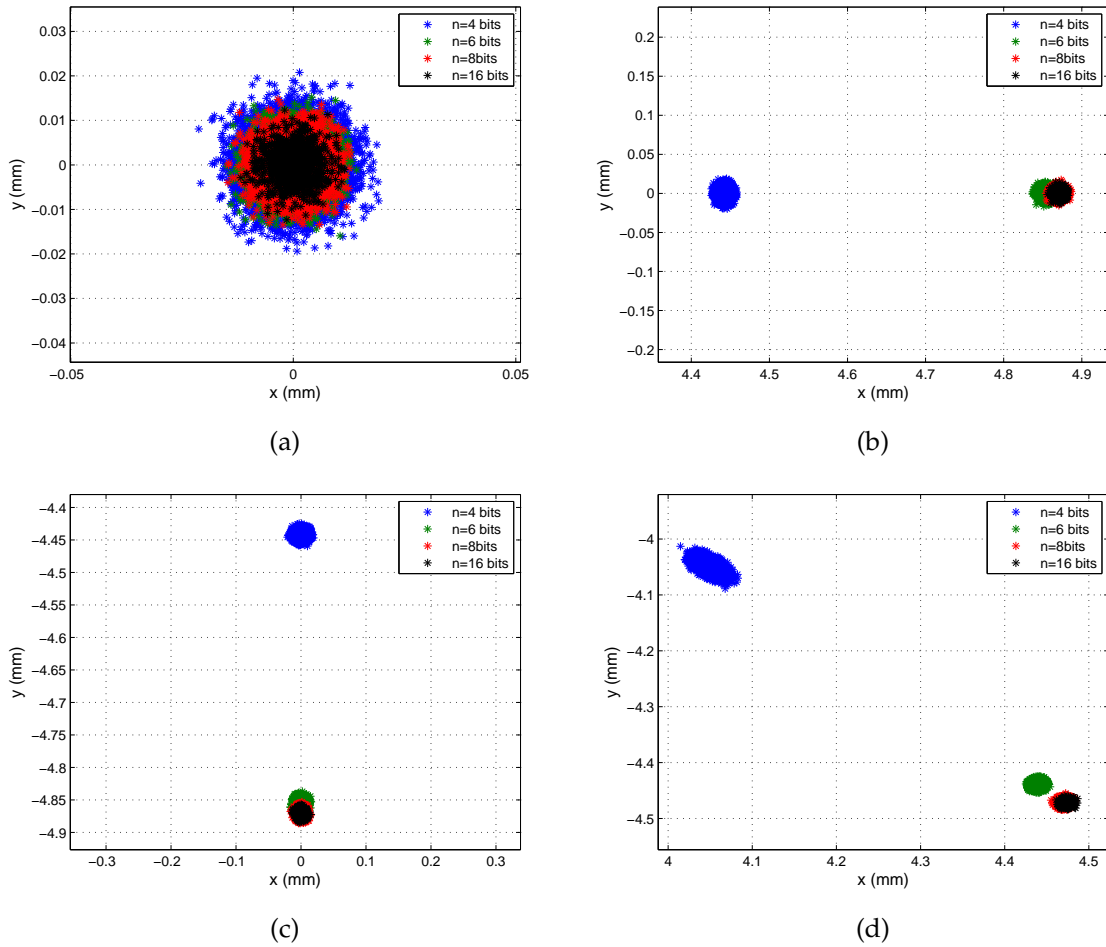 0.03
0.02
0.01
0
−0.01
−0.02
−0.03
−0.04
y (mm)
−0.05
0
0.05
x (mm)
n=4 bits
n=6 bits
n=8bits
n=16 bits
(a)
0.2
0.15
0.1
0.05
0
−0.05
−0.1
−0.15
−0.2
y (mm)
4.4
4.5
4.6
4.7
4.8
4.9
x (mm)
n=4 bits
n=6 bits
n=8bits
n=16 bits
(b)
−4.4
−4.45
−4.5
−4.55
−4.6
−4.65
−4.7
−4.75
−4.8
−4.85
−4.9
y (mm)
−0.3
−0.2
−0.1
0
0.1
0.2
0.3
x (mm)
n=4 bits
n=6 bits
n=8bits
n=16 bits
(c)
−4
−4.1
−4.2
−4.3
−4.4
−4.5
y (mm)
4
4.1
4.2
4.3
4.4
4.5
x (mm)
n=4 bits
n=6 bits
n=8bits
n=16 bits
(d)